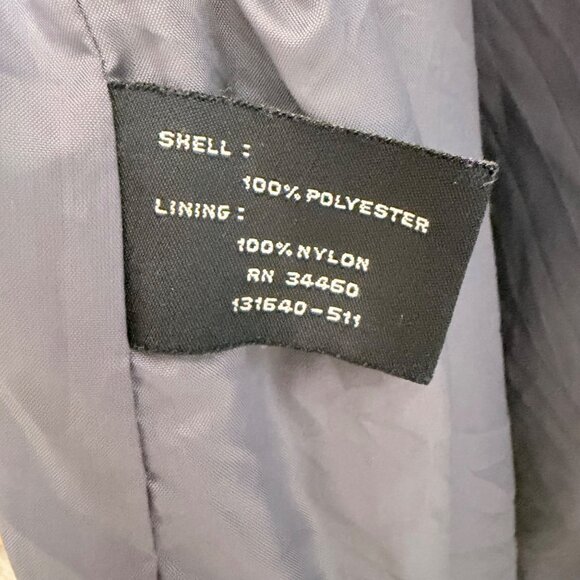 SHELL :
100% POLYESTER
LINING :
100% NYLON
RN 34460
131640-511